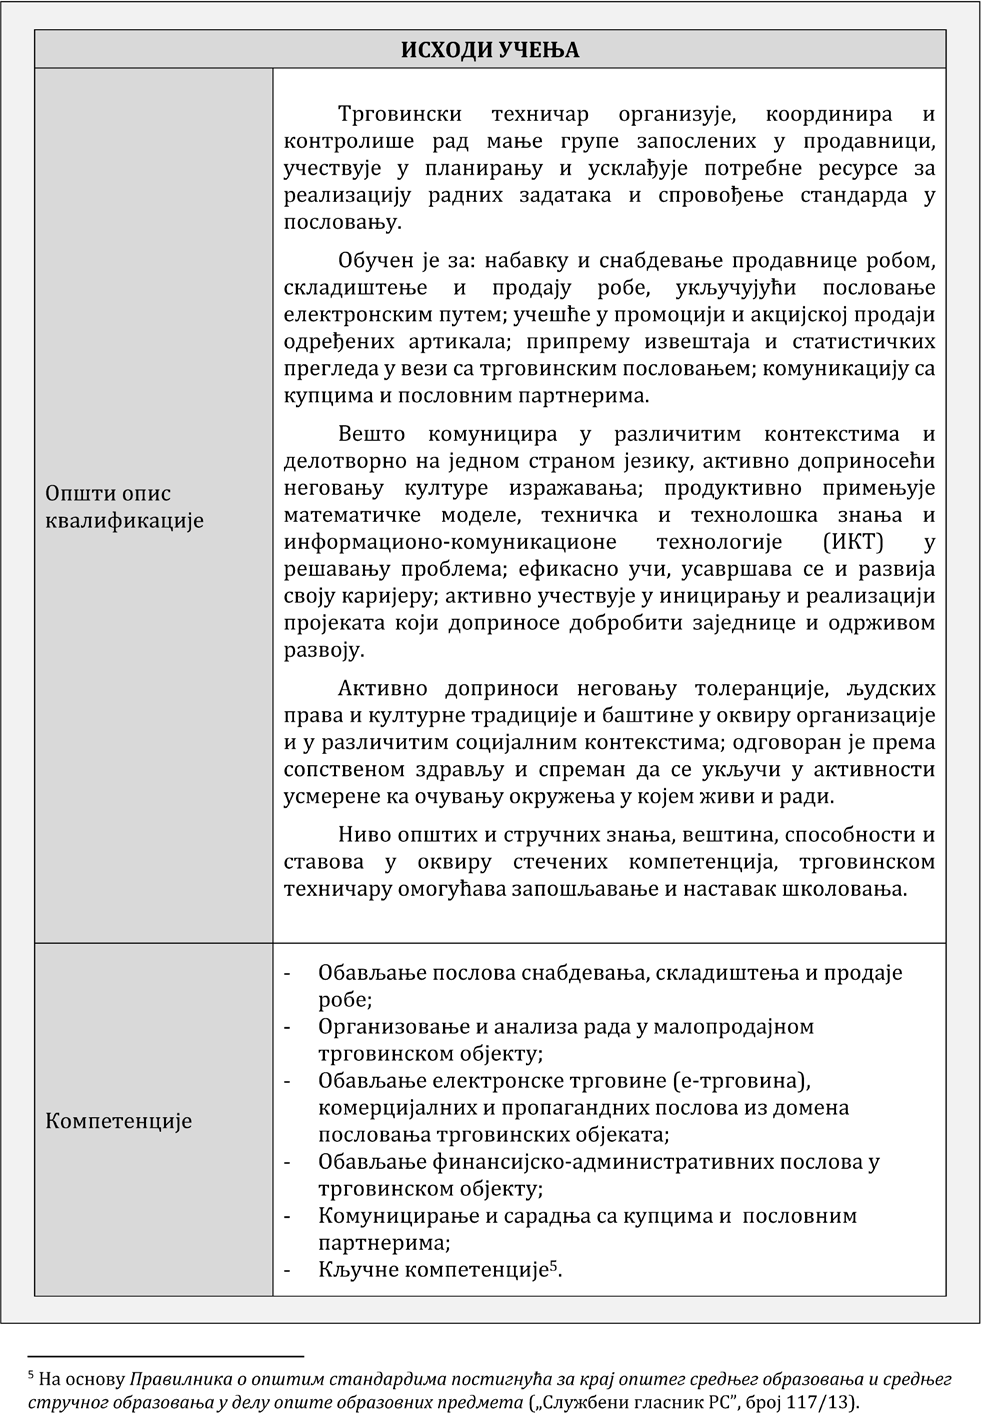 ИСХОДИ УЧЕЊА
Општи опис
квалификације
Трговински техничар организује, координира и
контролише рад мање групе запослених у продавници,
учествује у планирању и усклађује потребне ресурсе за
реализацију радних задатака и спровођење стандарда у
пословању.
Обучен је за: набавку и снабдевање продавнице робом,
складиштење и продају робе, укључујући пословање
електронским путем; учешће у промоцији и акцијској продаји
одређених артикала; припрему извештаја и статистичких
прегледа у вези са трговинским пословањем; комуникацију са
купцима и пословним партнерима.
Вешто комуницира у различитим контекстима и
делотворно на једном страном језику, активно доприносећи
неговању културе изражавања; продуктивно примењује
математичке моделе, техничка и технолошка знања и
информационо-комуникационе технологије (ИКТ) у
решавању проблема; ефикасно учи, усавршава се и развија
своју каријеру; активно учествује у иницирању и реализацији
пројеката који доприносе добробити заједнице и одрживом
развоју.
Активно доприноси неговању толеранције, људских
права и културне традиције и баштине у оквиру организације
и у различитим социјалним контекстима; одговоран је према
сопственом здрављу и спреман да се укључи у активности
усмерене ка очувању окружења у којем живи и ради.
Ниво општих и стручних знања, вештина, способности и
ставова у оквиру стечених компетенција, трговинском
техничару омогућава запошљавање и наставак школовања.
Компетенције
- Обављање послова снабдевања, складиштења и продаје
робе;
- Организовање и анализа рада у малопродајном
трговинском објекту;
- Обављање електронске трговине (е-трговина),
комерцијалних и пропагандних послова из домена
пословања трговинских објеката;
- Обављање финансијско-административних послова у
трговинском објекту;
- Комуницирање и сарадња са купцима и пословним
партнерима;
- Кључне компетенције⁵.
⁵ На основу Правилника о општим стандардима постигнућа за крај општег средњег образовања и средњег
стручног образовања у делу опште образовних предмета („Службени гласник РС”, број 117/13).